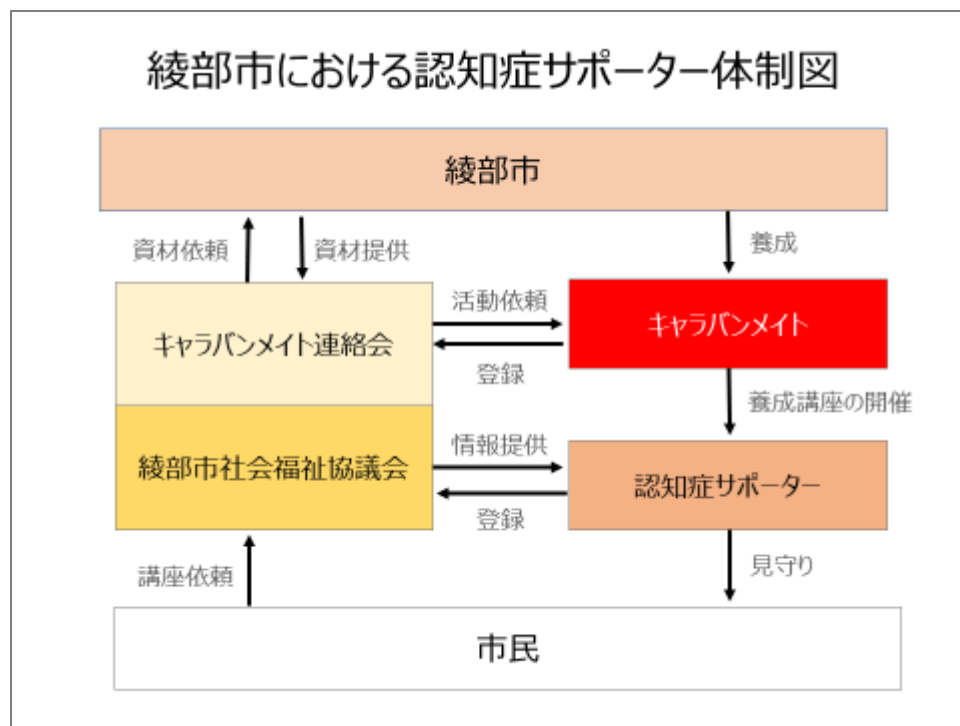 綾部市における認知症サポーター体制図
綾部市
資材依頼
資材提供
養成
キャラバンメイト連絡会
活動依頼
登録
キャラバンメイト
養成講座の開催
綾部市社会福祉協議会
情報提供
登録
認知症サポーター
講座依頼
見守り
市民